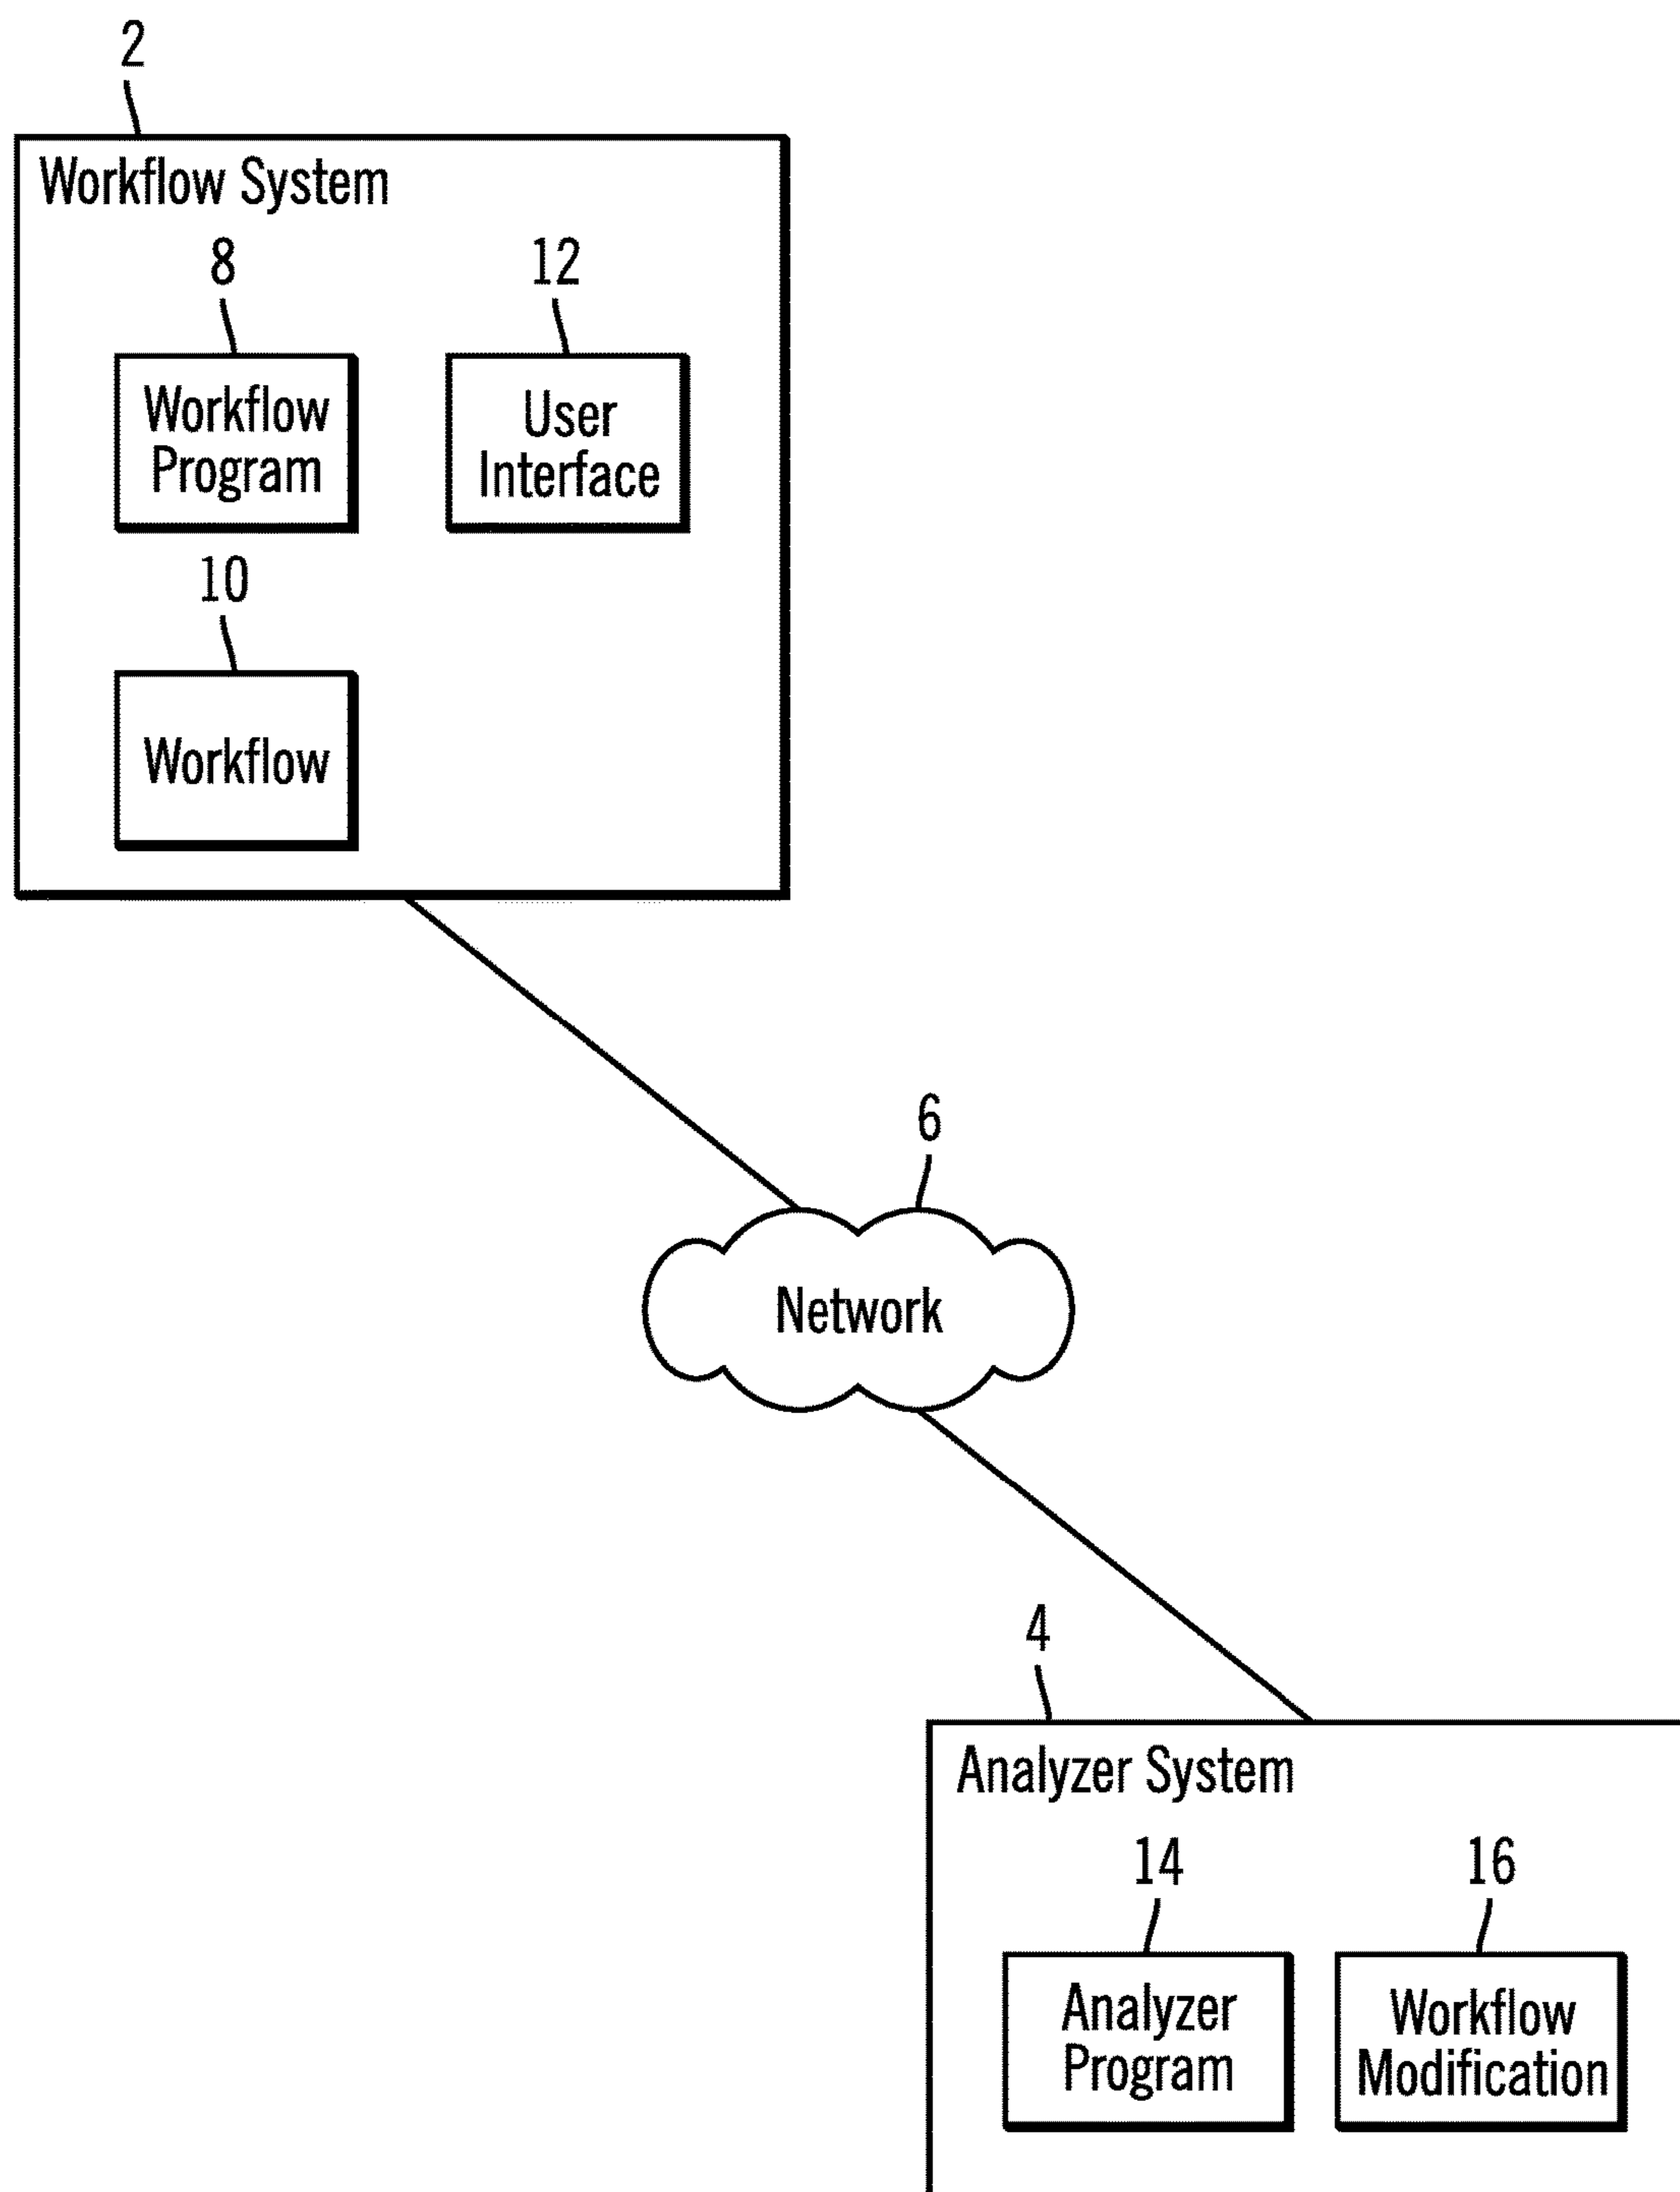 2
Workflow System
8
12
Workflow
Program
User
Interface
10
Workflow
6
Network
4
Analyzer System
14
16
Analyzer
Program
Workflow
Modification